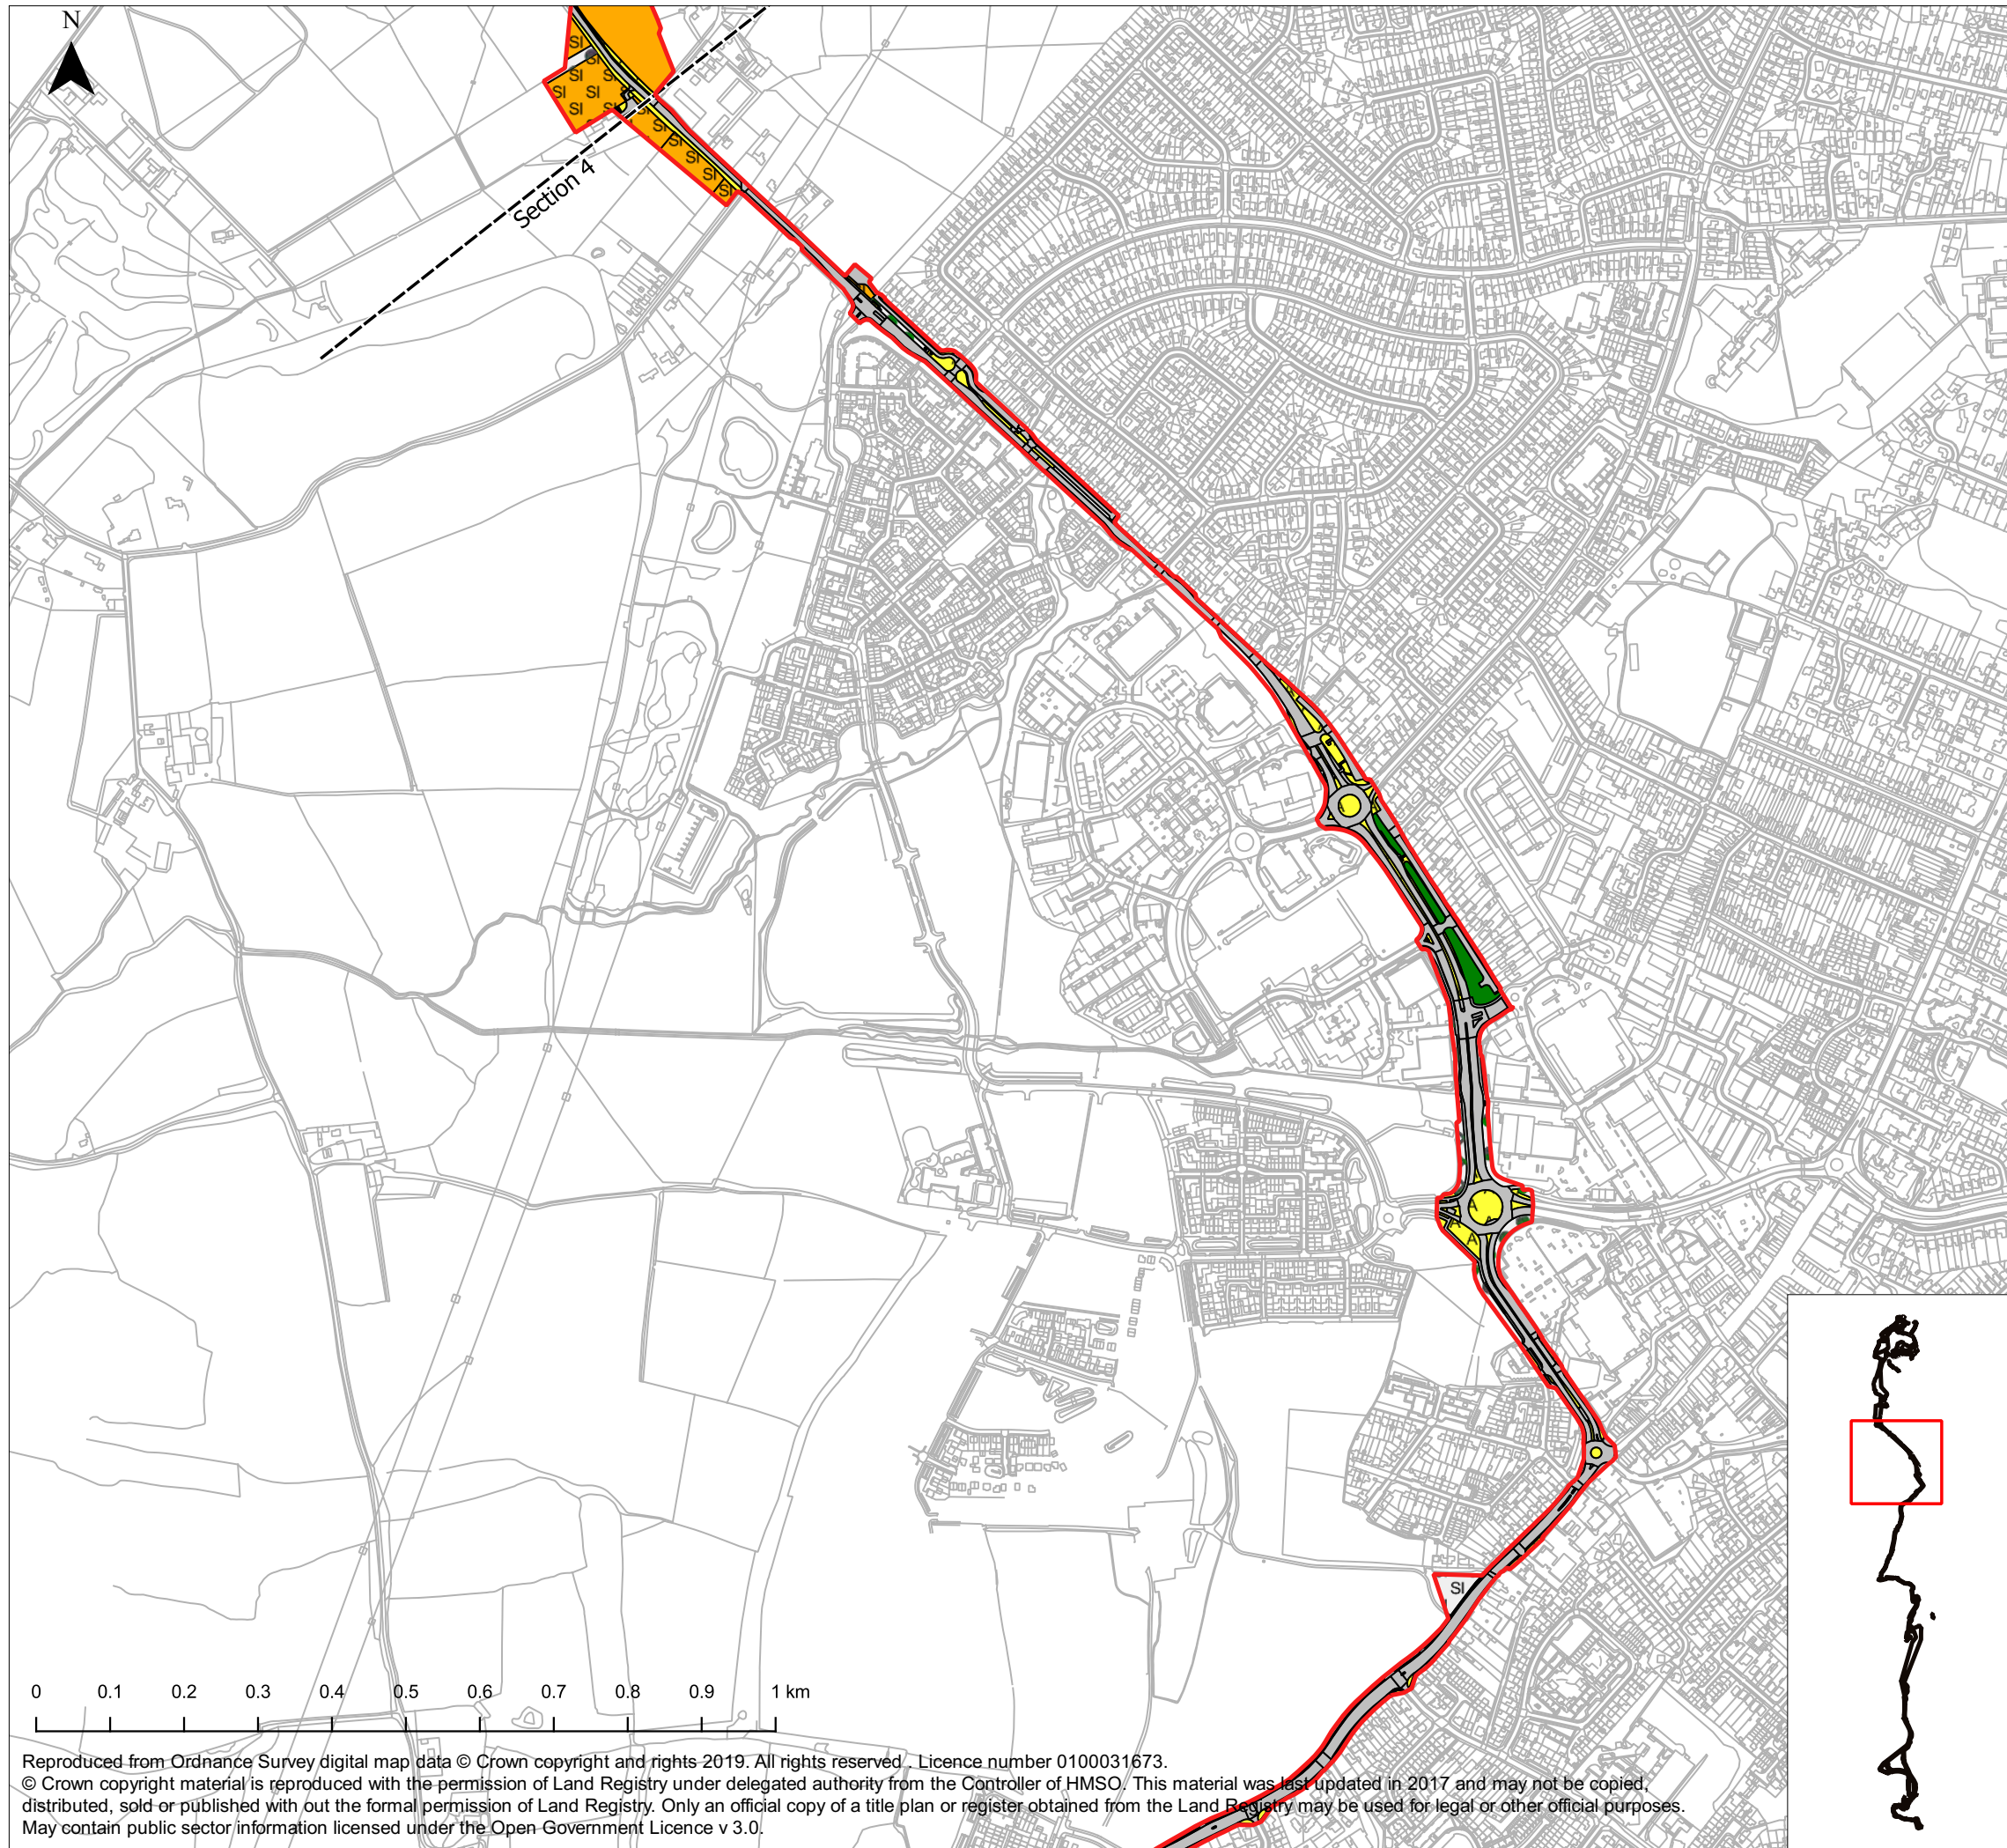 N
SI
SI
SI SI
SI SI
SI SI
SI
SI
SI
SI
SI
SI
Section 4
A
A
A
A
SI
0 0.1 0.2 0.3 0.4 0.5 0.6 0.7 0.8 0.9 1 km
Reproduced from Ordnance Survey digital map data © Crown copyright and rights 2019. All rights reserved . Licence number 0100031673.
© Crown copyright material is reproduced with the permission of Land Registry under delegated authority from the Controller of HMSO. This material was last updated in 2017 and may not be copied,
distributed, sold or published with out the formal permission of Land Registry. Only an official copy of a title plan or register obtained from the Land Registry may be used for legal or other official purposes.
May contain public sector information licensed under the Open Government Licence v 3.0.